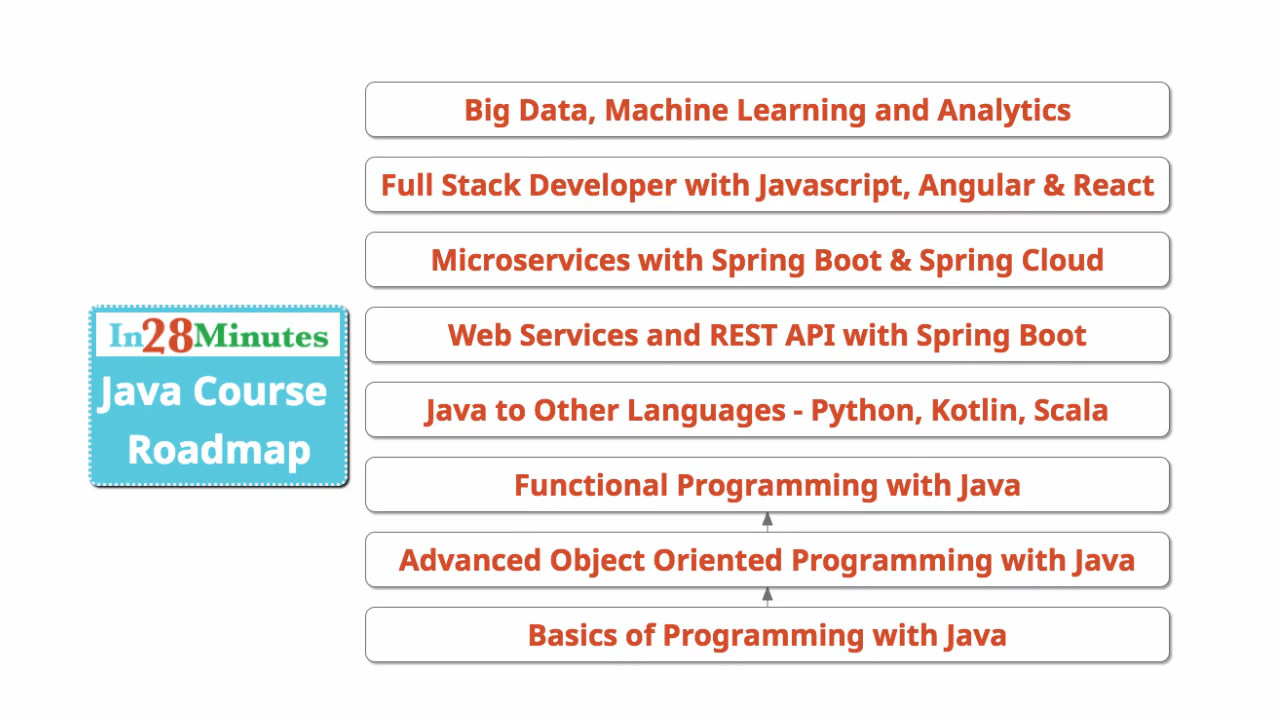 Big Data, Machine Learning and Analytics
Full Stack Developer with Javascript, Angular & React
Microservices with Spring Boot & Spring Cloud
Web Services and REST API with Spring Boot
In28Minutes
Java Course
Roadmap
Java to Other Languages - Python, Kotlin, Scala
Functional Programming with Java
Advanced Object Oriented Programming with Java
Basics of Programming with Java